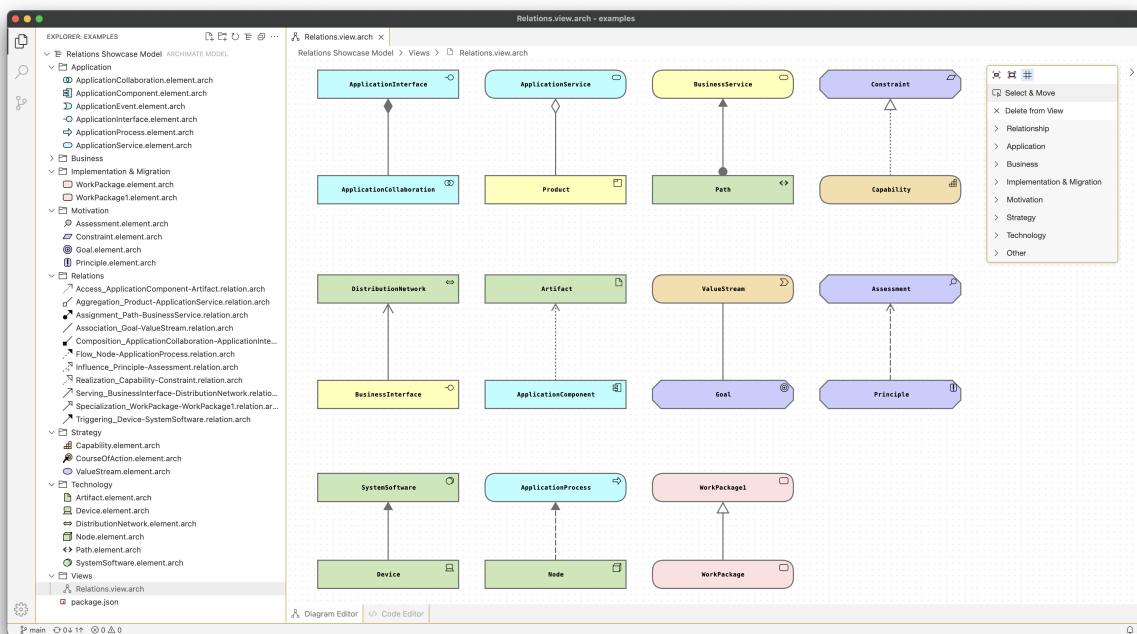 Relations.view.arch - examples
EXPLORER: EXAMPLES
Relations Showcase Model ARCHIMATE MODEL
Application
ApplicationCollaboration.element.arch
ApplicationComponent.element.arch
ApplicationEvent.element.arch
ApplicationInterface.element.arch
ApplicationProcess.element.arch
ApplicationService.element.arch
Business
Implementation & Migration
WorkPackage.element.arch
WorkPackage1.element.arch
Motivation
Assessment.element.arch
Constraint.element.arch
Goal.element.arch
Principle.element.arch
Relations
Access_ApplicationComponent-Artifact.relation.arch
Aggregation_Product-ApplicationService.relation.arch
Assignment_Path-BusinessService.relation.arch
Association_Goal-ValueStream.relation.arch
Composition_ApplicationCollaboration-ApplicationInte...
Flow_Node-ApplicationProcess.relation.arch
Influence_Principle-Assessment.relation.arch
Realization_Capability-Constraint.relation.arch
Serving_BusinessInterface-DistributionNetwork.relatio...
Specialization_WorkPackage-WorkPackage1.relation.ar...
Triggering_Device-SystemSoftware.relation.arch
Strategy
Capability.element.arch
CourseOfAction.element.arch
ValueStream.element.arch
Technology
Artifact.element.arch
Device.element.arch
DistributionNetwork.element.arch
Node.element.arch
Path.element.arch
SystemSoftware.element.arch
Views
Relations.view.arch
package.json
Relations.view.arch
Relations Showcase Model > Views > Relations.view.arch
ApplicationInterface
ApplicationService
BusinessService
Constraint
ApplicationCollaboration
Product
Path
Capability
DistributionNetwork
Artifact
ValueStream
Assessment
BusinessInterface
ApplicationComponent
Goal
Principle
SystemSoftware
ApplicationProcess
WorkPackage1
Device
Node
WorkPackage
Select & Move
Delete from View
Relationship
Application
Business
Implementation & Migration
Motivation
Strategy
Technology
Other
Diagram Editor
Code Editor
main 0↓ 1↑ 0 0